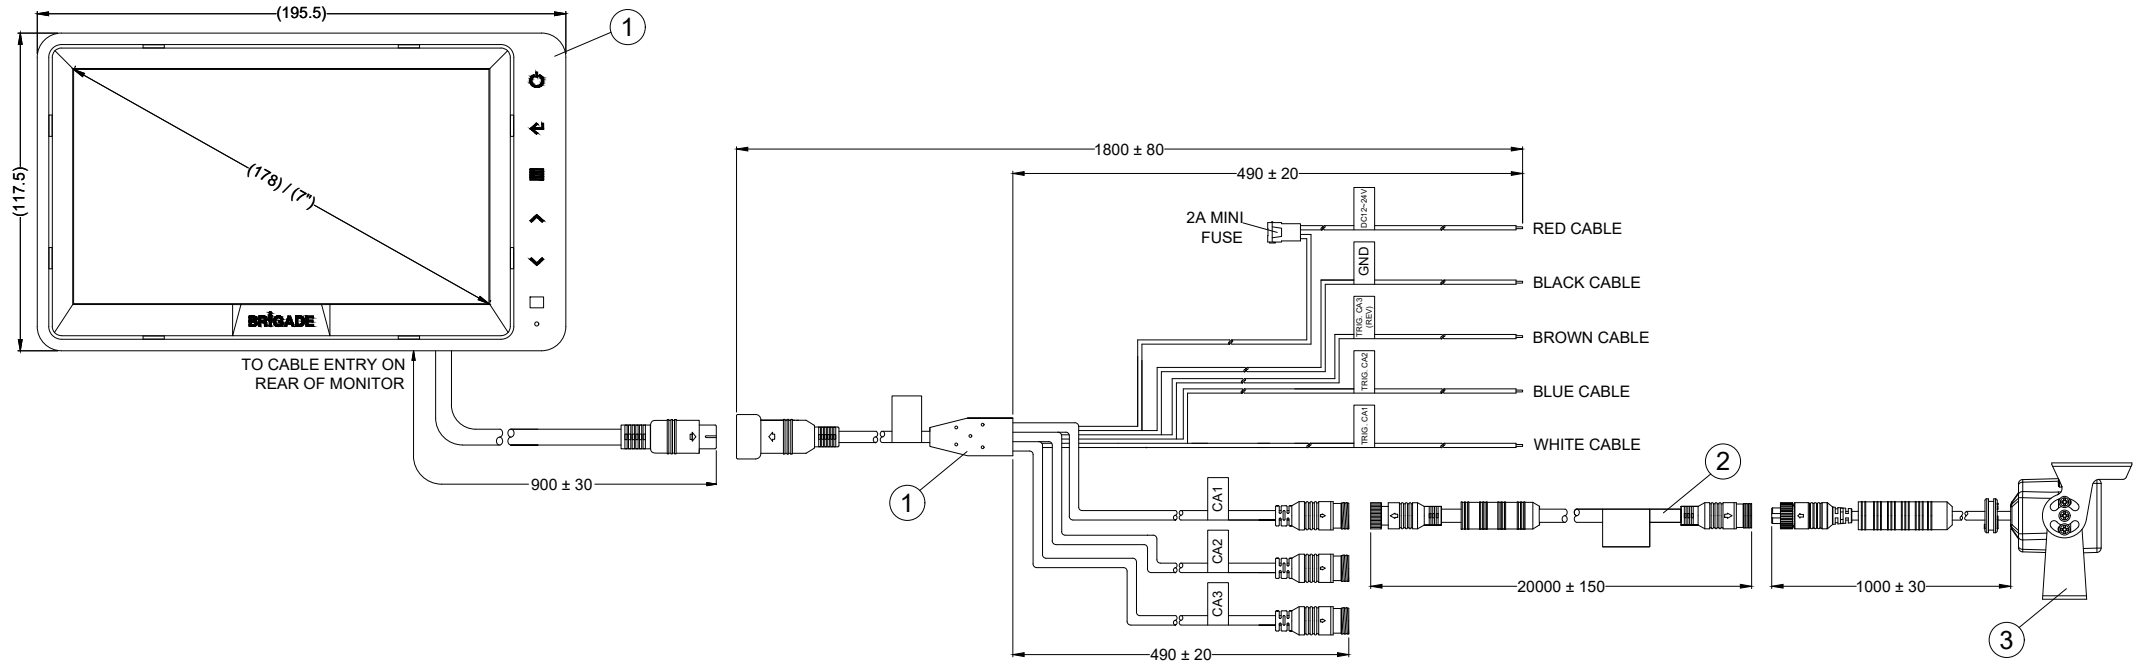 (195.5)
1
(117.5)
(178) / (7")
BRIGADE
TO CABLE ENTRY ON
REAR OF MONITOR
900 ± 30
1800 ± 80
490 ± 20
2A MINI
FUSE
DC12~24V
RED CABLE
GND
BLACK CABLE
TRIG. CA3
(REV)
BROWN CABLE
TRIG. CA2
BLUE CABLE
TRIG. CA1
WHITE CABLE
1
CA1
CA2
CA3
490 ± 20
2
20000 ± 150
1000 ± 30
3